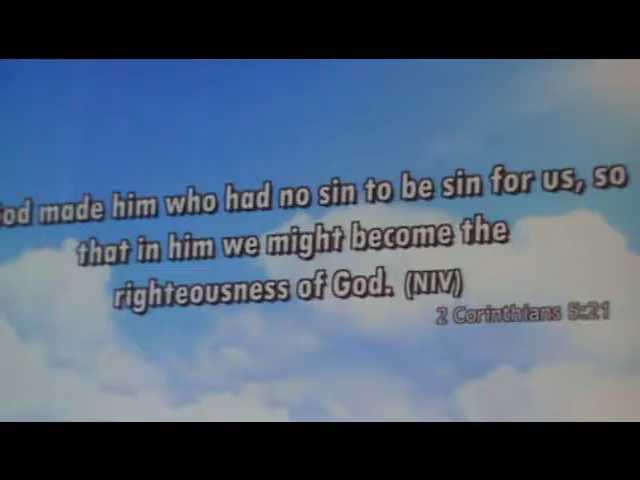 od made him who had no sin to be sin for us, so
that in him we might become the
righteousness of God. (NIV)
2 Corinthians 5:21